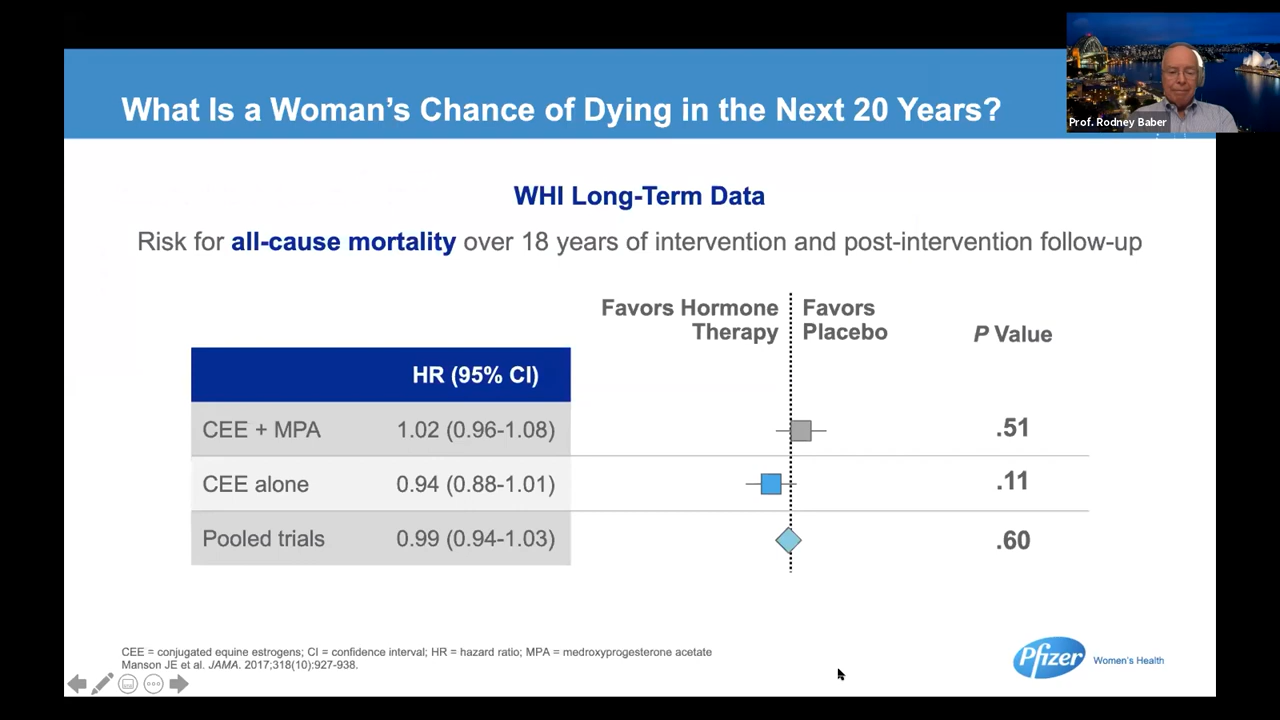 What Is a Woman's Chance of Dying in the Next 20 Years?
Prof. Rodney Baber
WHI Long-Term Data
Risk for all-cause mortality over 18 years of intervention and post-intervention follow-up
Favors Hormone
Therapy
Favors
Placebo
P Value
HR (95% CI)
CEE + MPA 1.02 (0.96-1.08) .51
CEE alone 0.94 (0.88-1.01) .11
Pooled trials 0.99 (0.94-1.03) .60
CEE = conjugated equine estrogens; CI = confidence interval; HR = hazard ratio; MPA = medroxyprogesterone acetate
Manson JE et al. JAMA. 2017;318(10):927-938.
Pfizer Women's Health